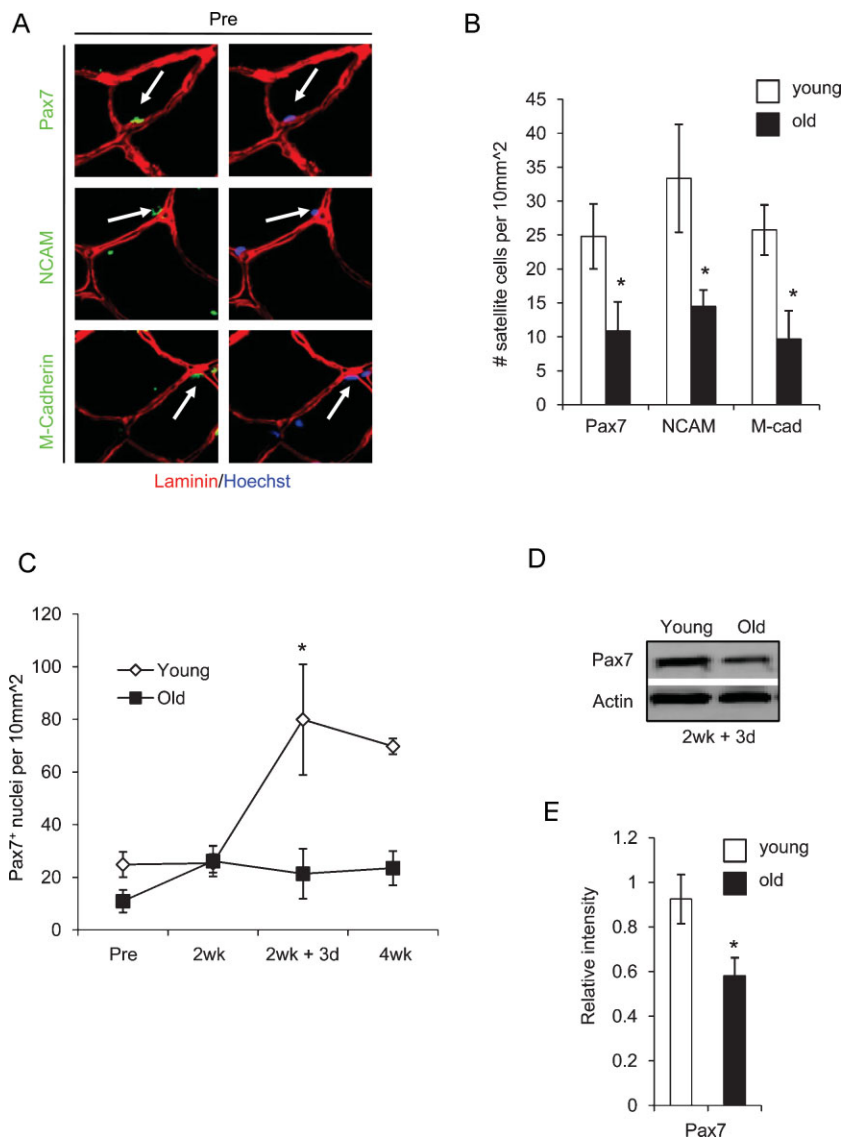 A
Pre
Pax7
NCAM
M-Cadherin
Laminin/Hoechst
B
# satellite cells per 10mm^2
45
40
35
30
25
20
15
10
5
0
young
old
*
*
*
Pax7 NCAM M-cad
C
Pax7⁺ nuclei per 10mm^2
120
100
80
60
40
20
0
Young
Old
*
Pre 2wk 2wk + 3d 4wk
D
Young Old
Pax7
Actin
2wk + 3d
E
Relative intensity
1.2
1
0.8
0.6
0.4
0.2
0
young
old
*
Pax7